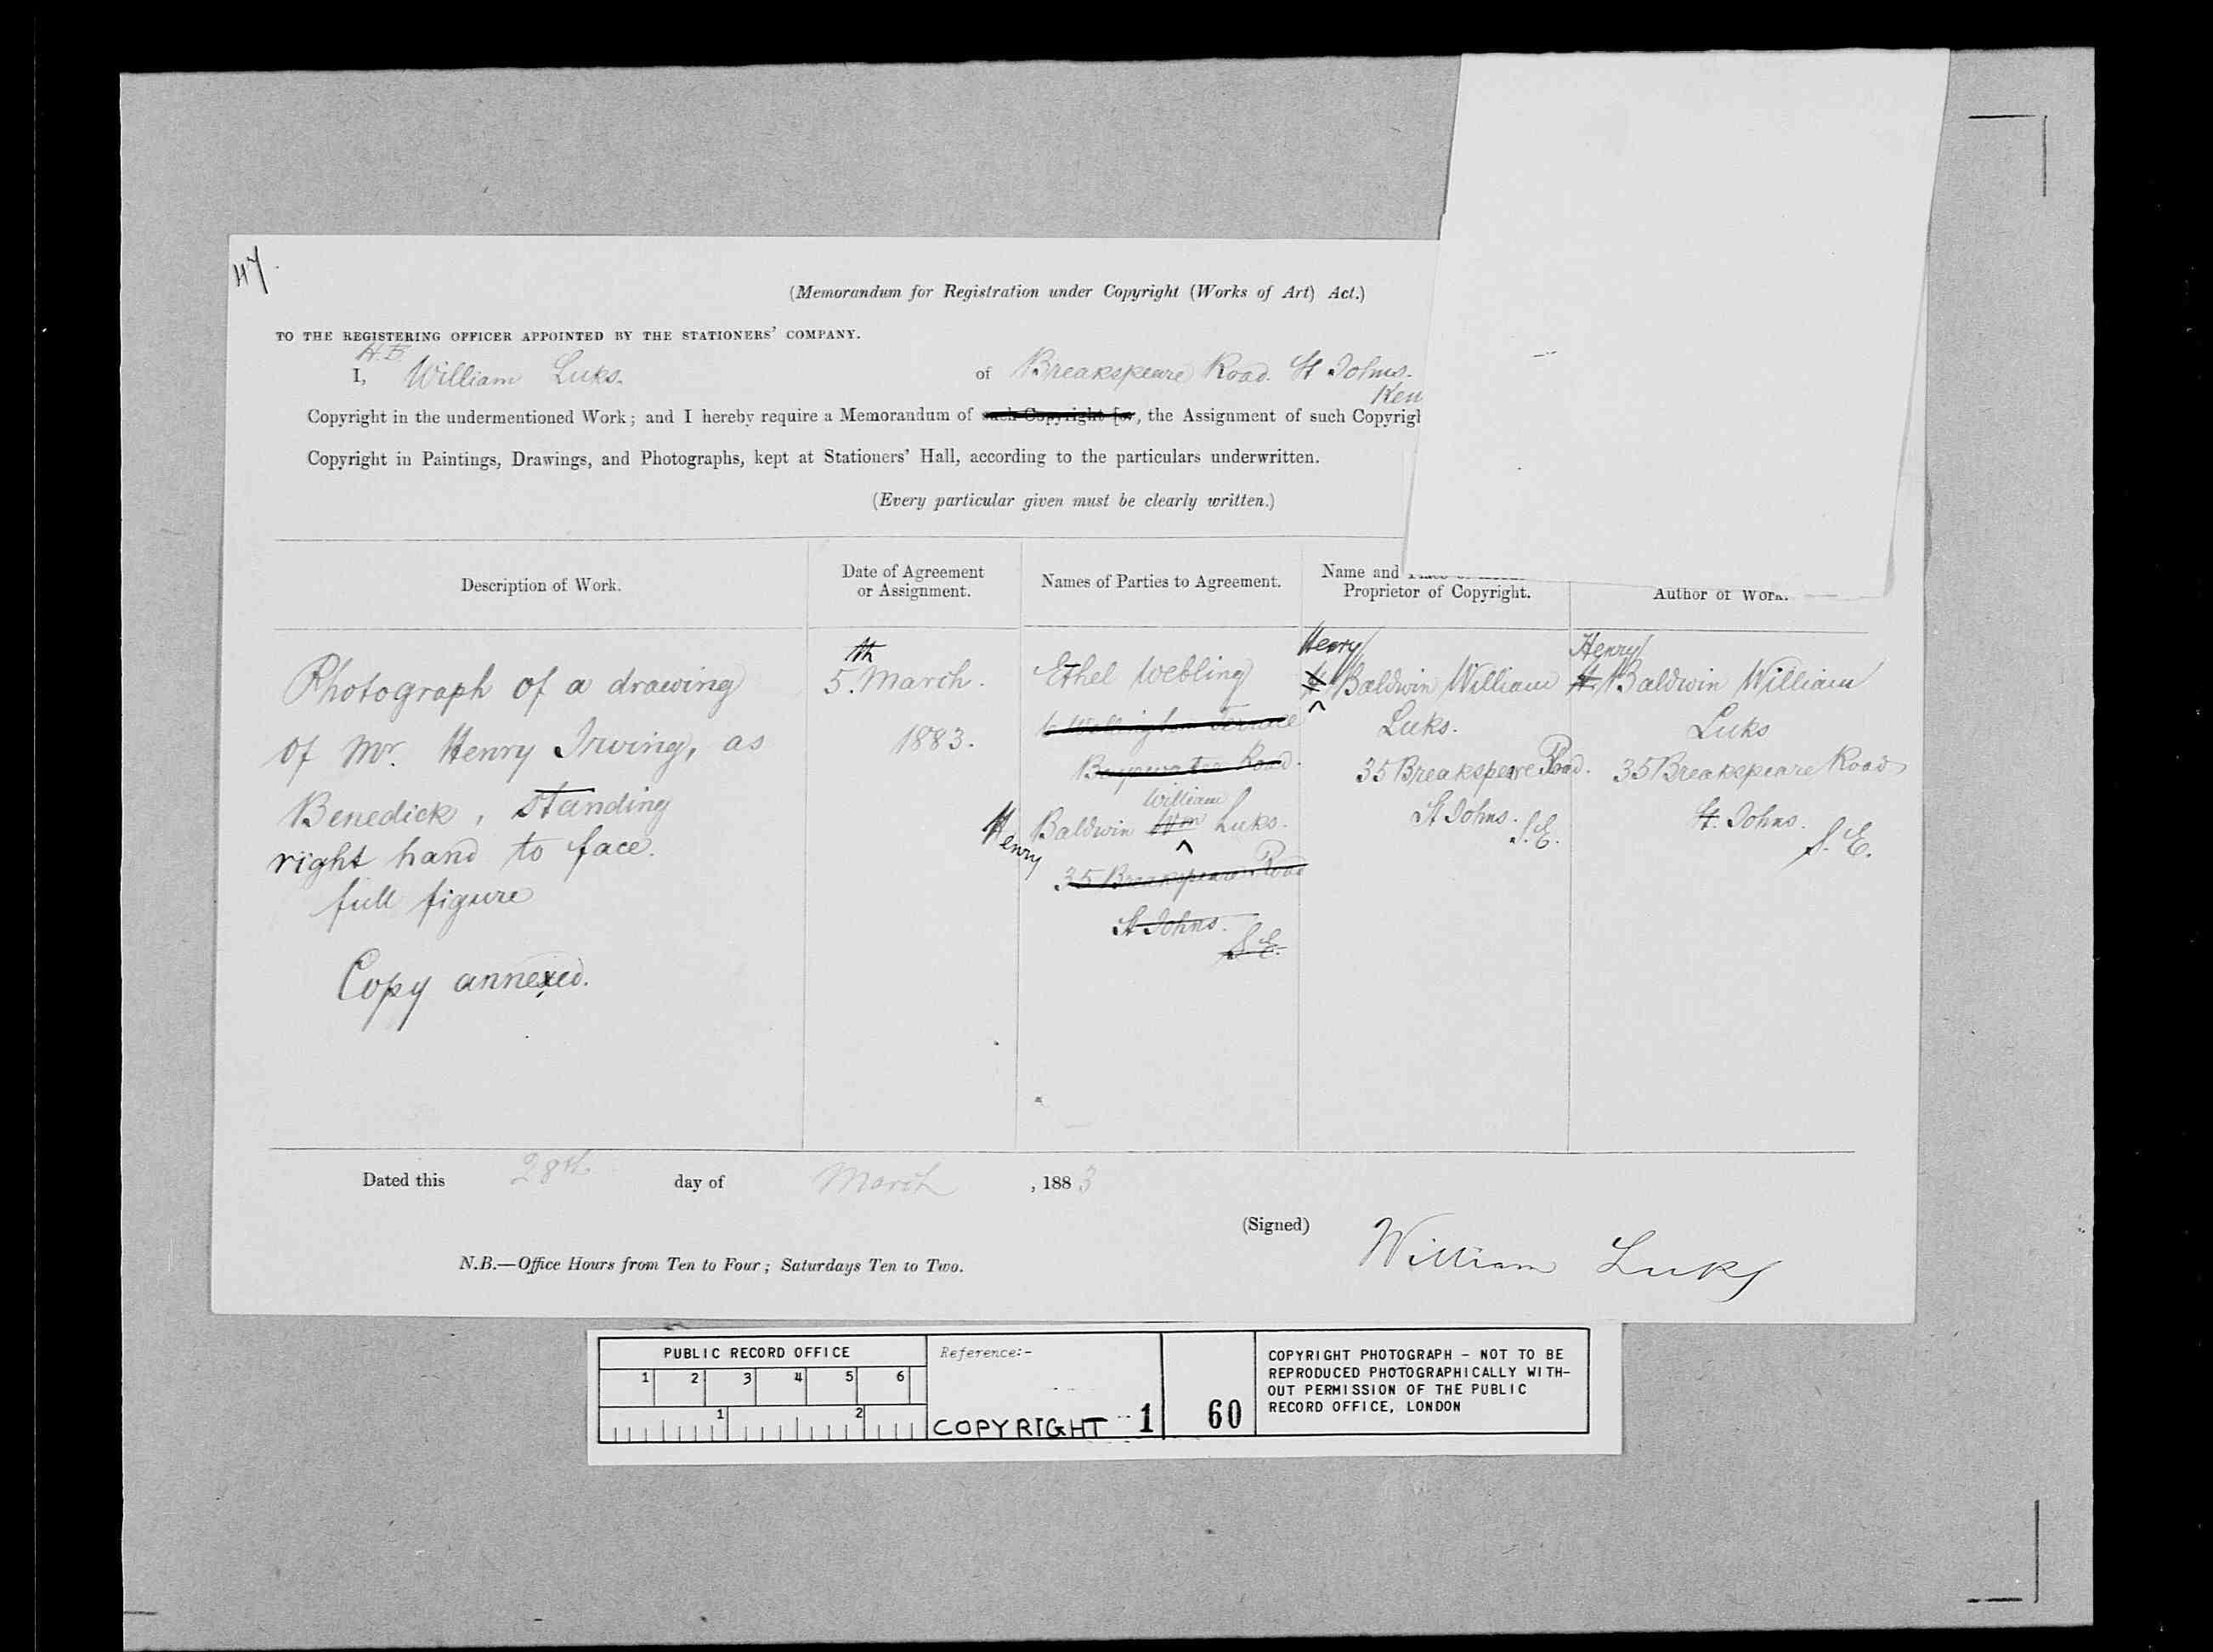 47.
(Memorandum for Registration under Copyright (Works of Art) Act.)
TO THE REGISTERING OFFICER APPOINTED BY THE STATIONERS' COMPANY.
H. B.
I, William Luks. of Breakspeare Road. St Johns.
Copyright in the undermentioned Work; and I hereby require a Memorandum of such Copyright [or, the Assignment of such Copyrig
Copyright in Paintings, Drawings, and Photographs, kept at Stationers' Hall, according to the particulars underwritten.
(Every particular given must be clearly written.)
Description of Work.
Date of Agreement
or Assignment.
Names of Parties to Agreement.
Name and
Proprietor of Copyright.
Author of Work.
Photograph of a drawing
of Mr. Henry Irving, as
Benedick, standing
right hand to face.
full figure
Copy annexed.
th
5. March.
1883.
Ethel Webling
6 Wellington Terrace
Bayswater Road.
William
Henry Baldwin Wm Luks.
35 Breakspeare Road
St Johns.
S.E.
Henry
H Baldwin William
Luks.
35 Breakspeare Road.
St Johns.
S.E.
Henry
H. Baldwin William
Luks
35 Breakspeare Road
St. Johns.
S.E.
Dated this 28th day of March, 1883
(Signed)
William Luks
N.B.—Office Hours from Ten to Four; Saturdays Ten to Two.
PUBLIC RECORD OFFICE
1 2 3 4 5 6
1 2
Reference:-
COPYRIGHT 1
60
COPYRIGHT PHOTOGRAPH - NOT TO BE
REPRODUCED PHOTOGRAPHICALLY WITH-
OUT PERMISSION OF THE PUBLIC
RECORD OFFICE, LONDON